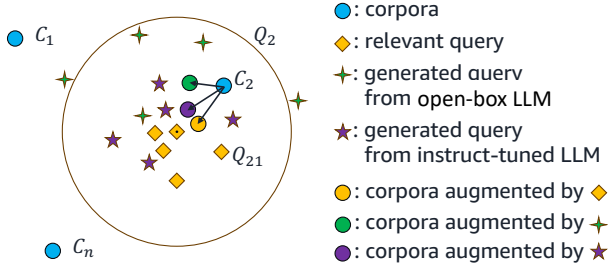 C₁
Q₂
C₂
Q₂₁
Cₙ
: corpora
: relevant query
: generated query
from open-box LLM
: generated query
from instruct-tuned LLM
: corpora augmented by
: corpora augmented by
: corpora augmented by